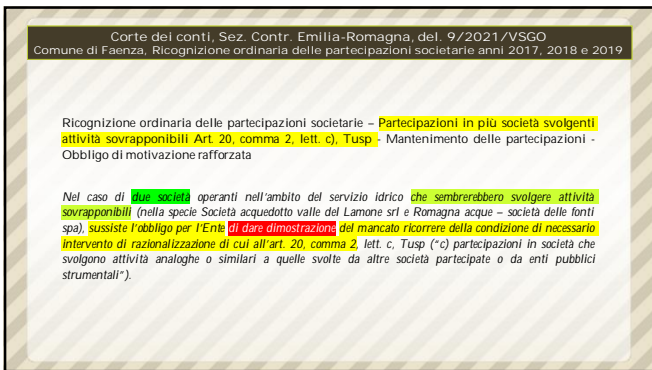 Corte dei conti, Sez. Contr. Emilia-Romagna, del. 9/2021/VSGO
Comune di Faenza, Ricognizione ordinaria delle partecipazioni societarie anni 2017, 2018 e 2019
Ricognizione ordinaria delle partecipazioni societarie – Partecipazioni in più società svolgenti
attività sovrapponibili Art. 20, comma 2, lett. c), Tusp - Mantenimento delle partecipazioni -
Obbligo di motivazione rafforzata
Nel caso di due società operanti nell’ambito del servizio idrico che sembrerebbero svolgere attività
sovrapponibili (nella specie Società acquedotto valle del Lamone srl e Romagna acque – società delle fonti
spa), sussiste l’obbligo per l’Ente di dare dimostrazione del mancato ricorrere della condizione di necessario
intervento di razionalizzazione di cui all’art. 20, comma 2, lett. c, Tusp (“c) partecipazioni in società che
svolgono attività analoghe o similari a quelle svolte da altre società partecipate o da enti pubblici
strumentali”).